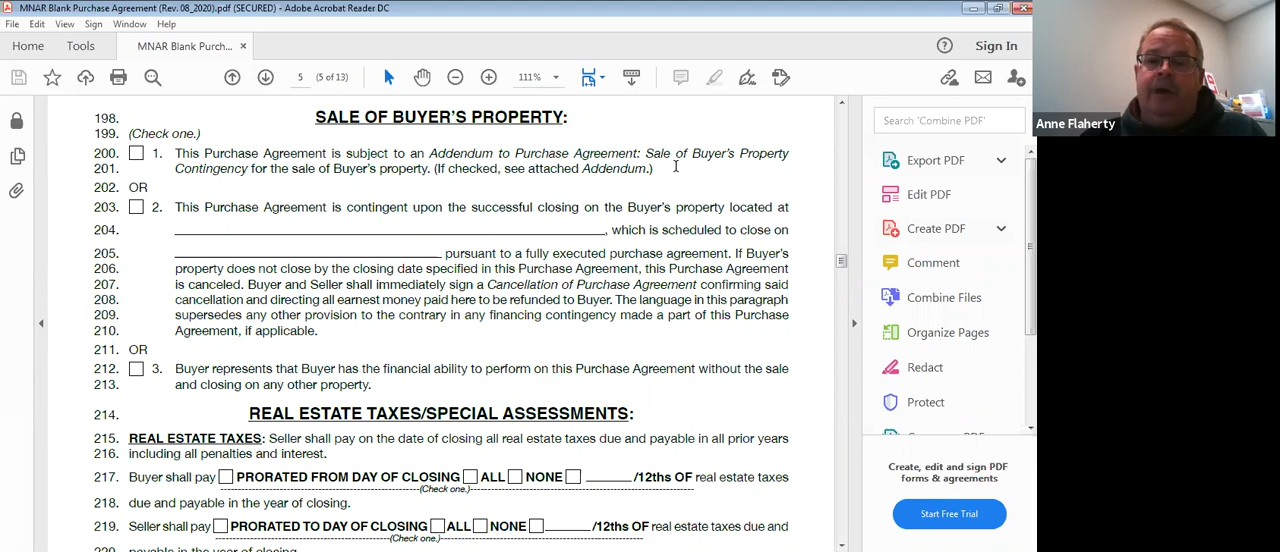 MNAR Blank Purchase Agreement (Rev. 08_2020).pdf (SECURED) - Adobe Acrobat Reader DC
File Edit View Sign Window Help
Home Tools MNAR Blank Purch... × Sign In
5 (5 of 13) 111%
Anne Flaherty
198. SALE OF BUYER'S PROPERTY:
199. (Check one.)
200. 1. This Purchase Agreement is subject to an Addendum to Purchase Agreement: Sale of Buyer's Property
201. Contingency for the sale of Buyer's property. (If checked, see attached Addendum.)
202. OR
203. 2. This Purchase Agreement is contingent upon the successful closing on the Buyer's property located at
204. , which is scheduled to close on
205. pursuant to a fully executed purchase agreement. If Buyer's
206. property does not close by the closing date specified in this Purchase Agreement, this Purchase Agreement
207. is canceled. Buyer and Seller shall immediately sign a Cancellation of Purchase Agreement confirming said
208. cancellation and directing all earnest money paid here to be refunded to Buyer. The language in this paragraph
209. supersedes any other provision to the contrary in any financing contingency made a part of this Purchase
210. Agreement, if applicable.
211. OR
212. 3. Buyer represents that Buyer has the financial ability to perform on this Purchase Agreement without the sale
213. and closing on any other property.
214. REAL ESTATE TAXES/SPECIAL ASSESSMENTS:
215. REAL ESTATE TAXES: Seller shall pay on the date of closing all real estate taxes due and payable in all prior years
216. including all penalties and interest.
217. Buyer shall pay PRORATED FROM DAY OF CLOSING ALL NONE /12ths OF real estate taxes
(Check one.)
218. due and payable in the year of closing.
219. Seller shall pay PRORATED TO DAY OF CLOSING ALL NONE /12ths OF real estate taxes due and
(Check one.)
220. payable in the year of closing.
Search 'Combine PDF'
Export PDF
Edit PDF
Create PDF
Comment
Combine Files
Organize Pages
Redact
Protect
Create, edit and sign PDF
forms & agreements
Start Free Trial